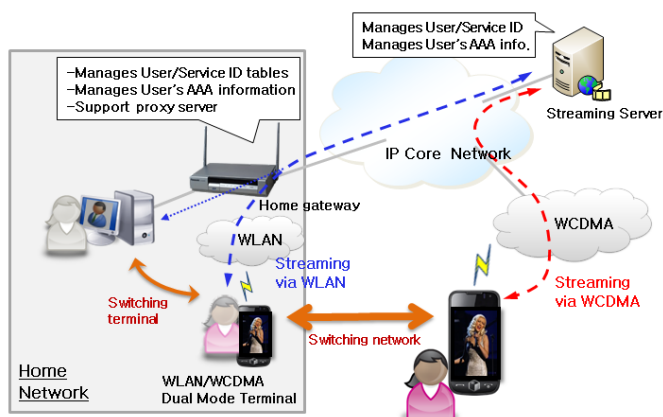 Manages User/Service ID
Manages User's AAA info.
-Manages User/Service ID tables
-Manages User's AAA information
-Support proxy server
Streaming Server
IP Core Network
Home gateway
WLAN
WCDMA
Streaming
via WLAN
Streaming
via WCDMA
Switching
terminal
Switching network
Home
Network
WLAN/WCDMA
Dual Mode Terminal